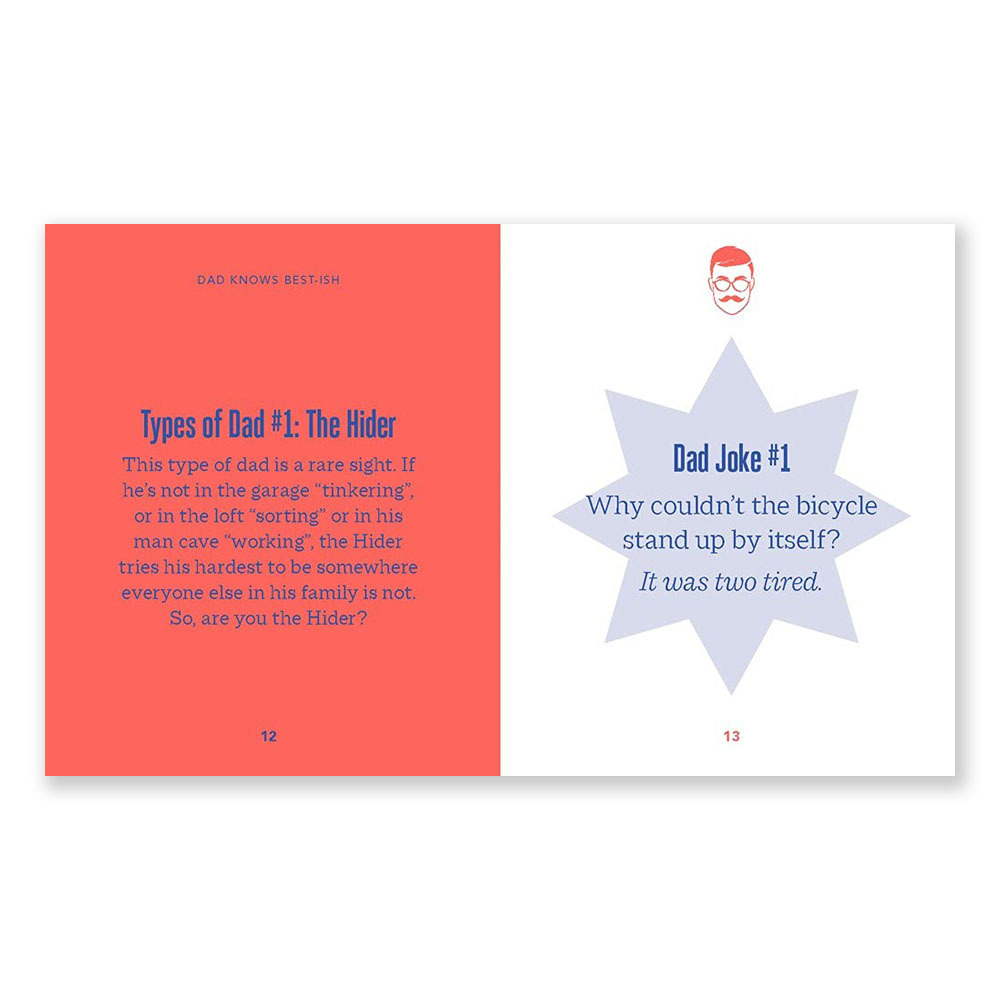 DAD KNOWS BEST-ISH
Types of Dad #1: The Hider
This type of dad is a rare sight. If
he’s not in the garage “tinkering”,
or in the loft “sorting” or in his
man cave “working”, the Hider
tries his hardest to be somewhere
everyone else in his family is not.
So, are you the Hider?
12
Dad Joke #1
Why couldn’t the bicycle
stand up by itself?
It was two tired.
13